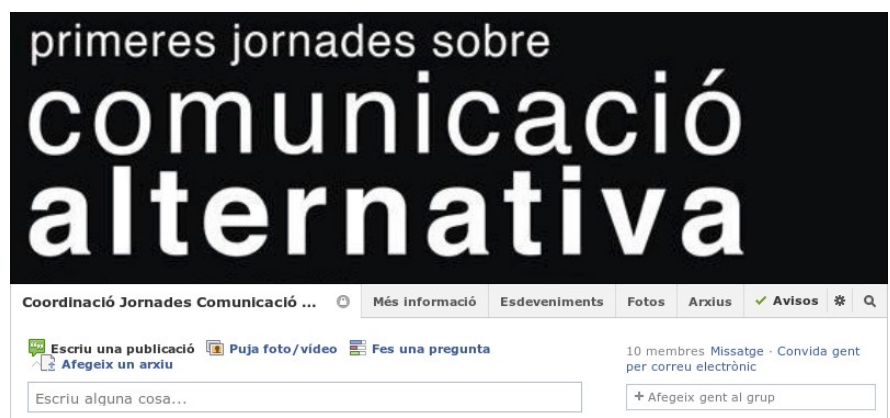 primeres jornades sobre
comunicació
alternativa
Coordinació Jornades Comunicació ...
Més informació
Esdeveniments
Fotos
Arxius
Avisos
Escriu una publicació
Puja foto/vídeo
Fes una pregunta
Afegeix un arxiu
Escriu alguna cosa...
10 membres Missatge · Convida gent
per correu electrònic
+ Afegeix gent al grup